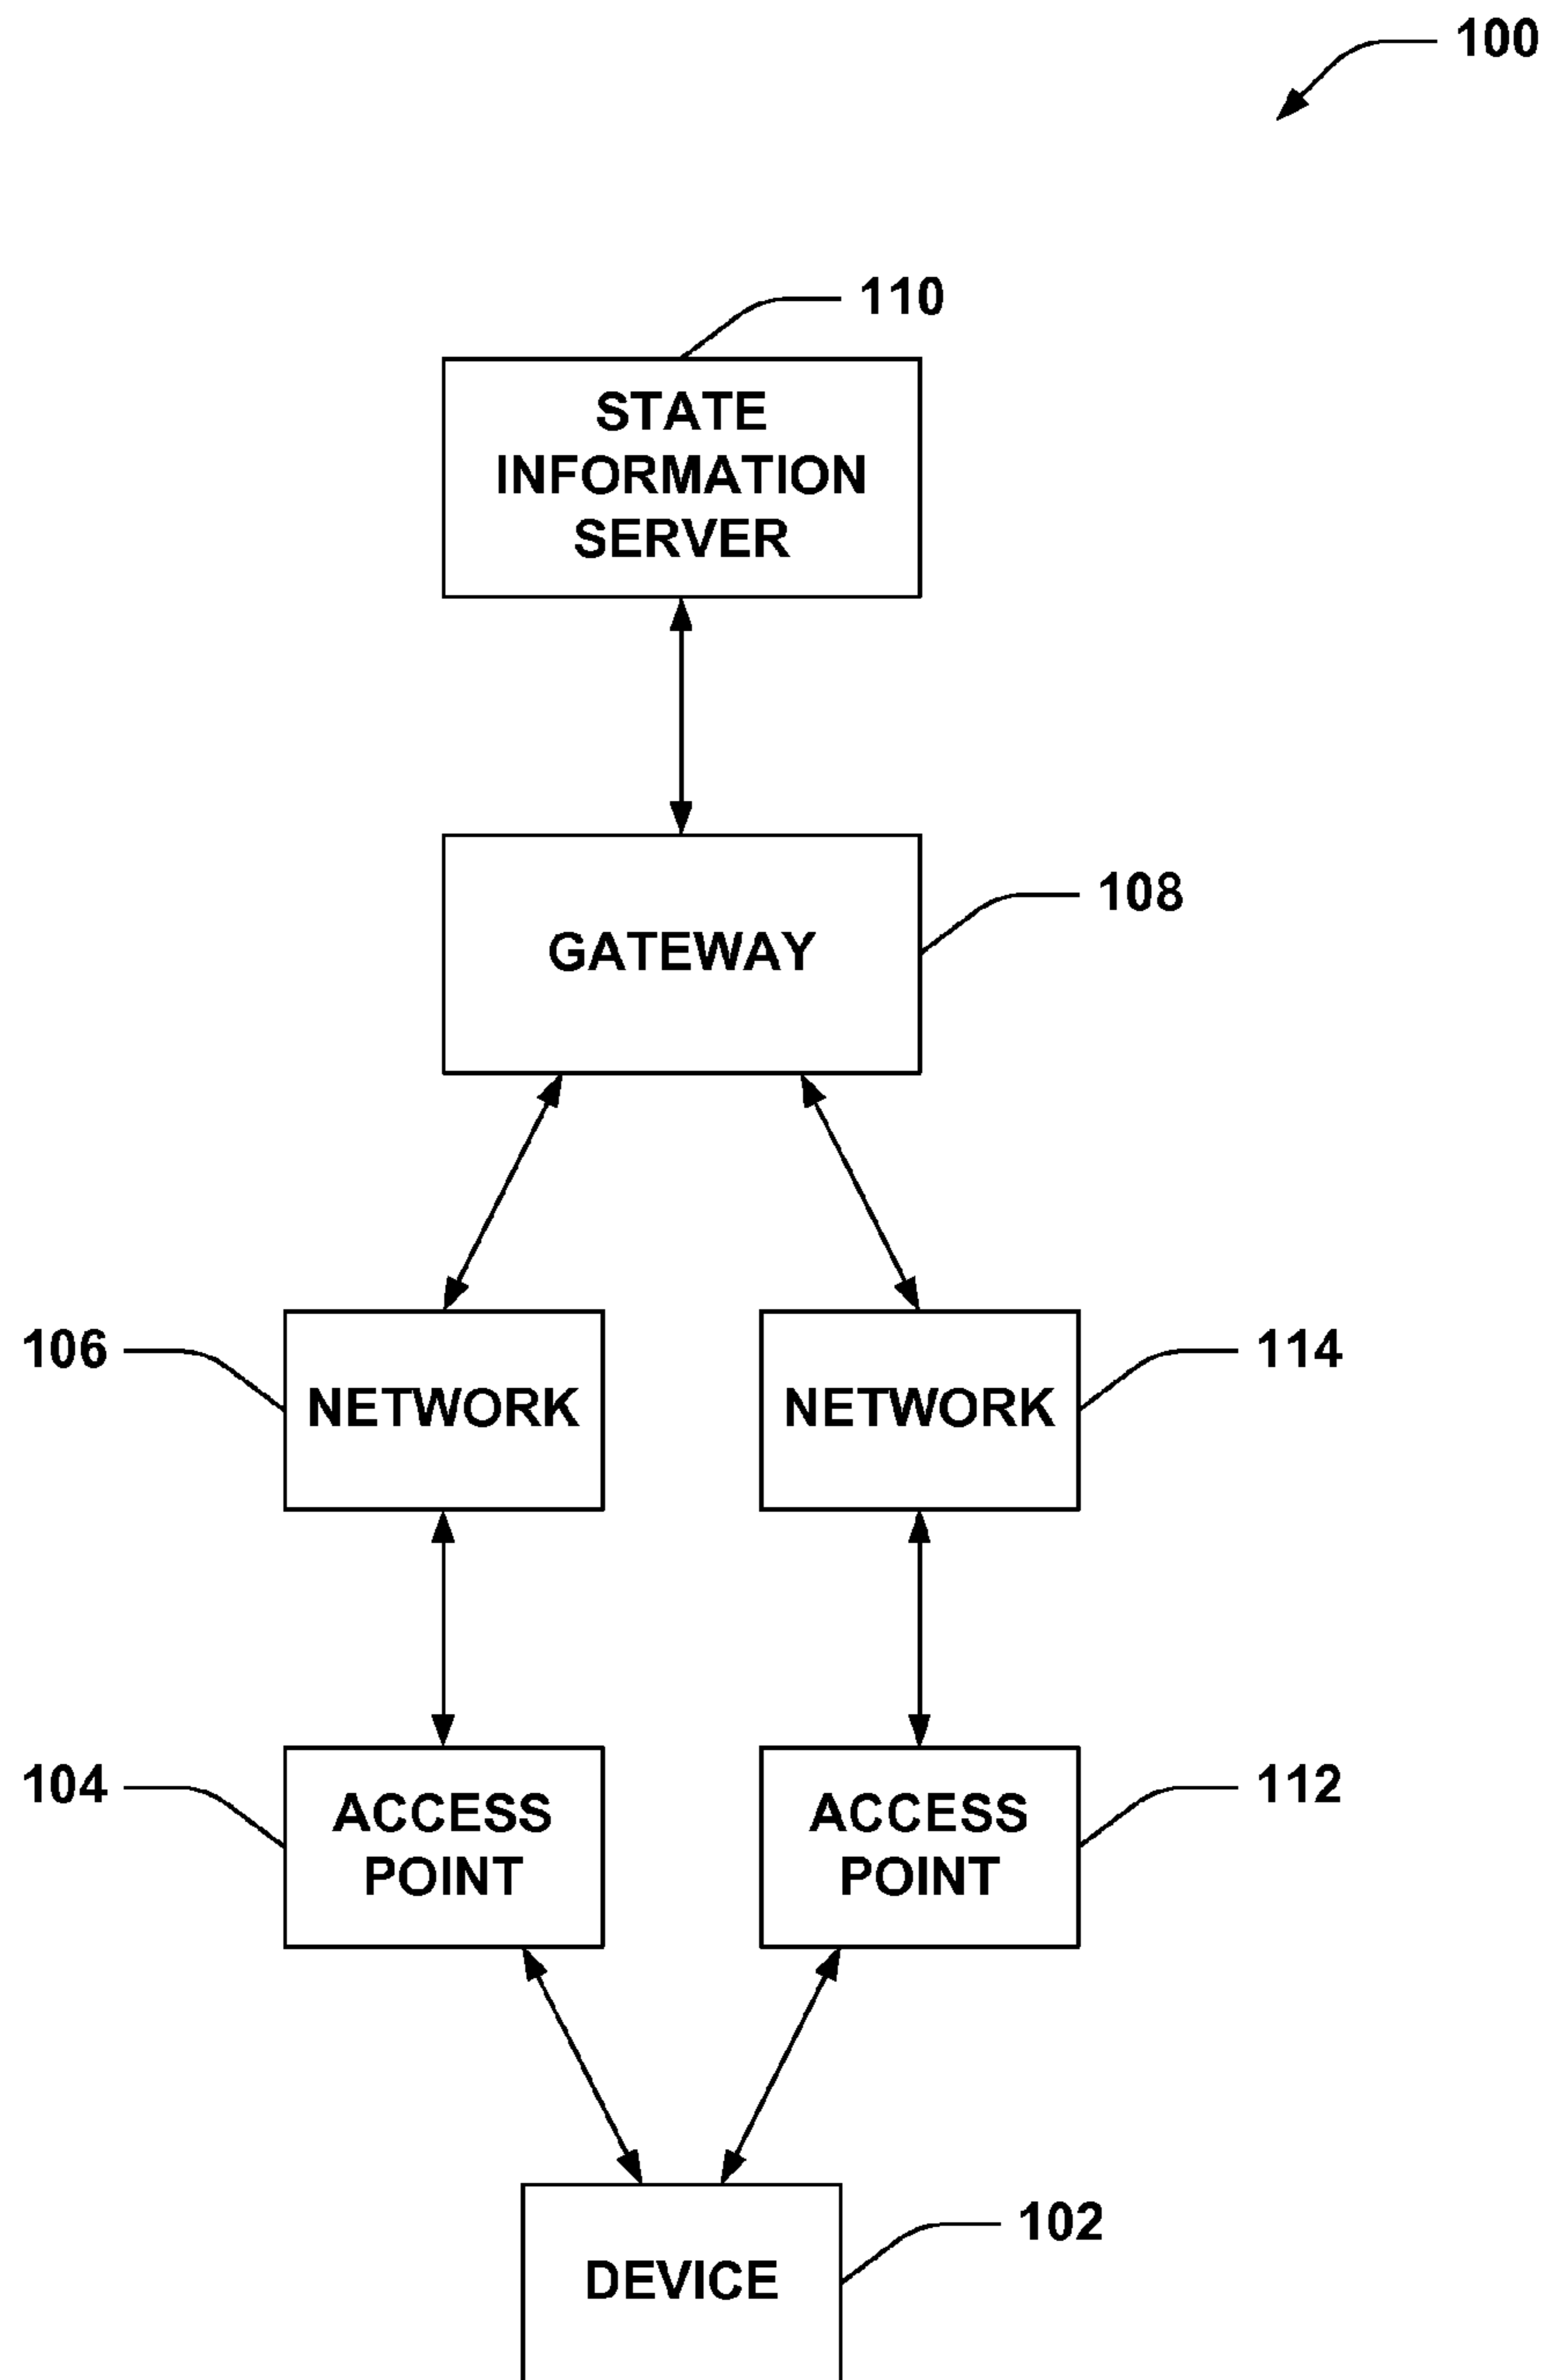 100
110
STATE
INFORMATION
SERVER
108
GATEWAY
106
NETWORK
NETWORK
114
104
ACCESS
POINT
ACCESS
POINT
112
102
DEVICE